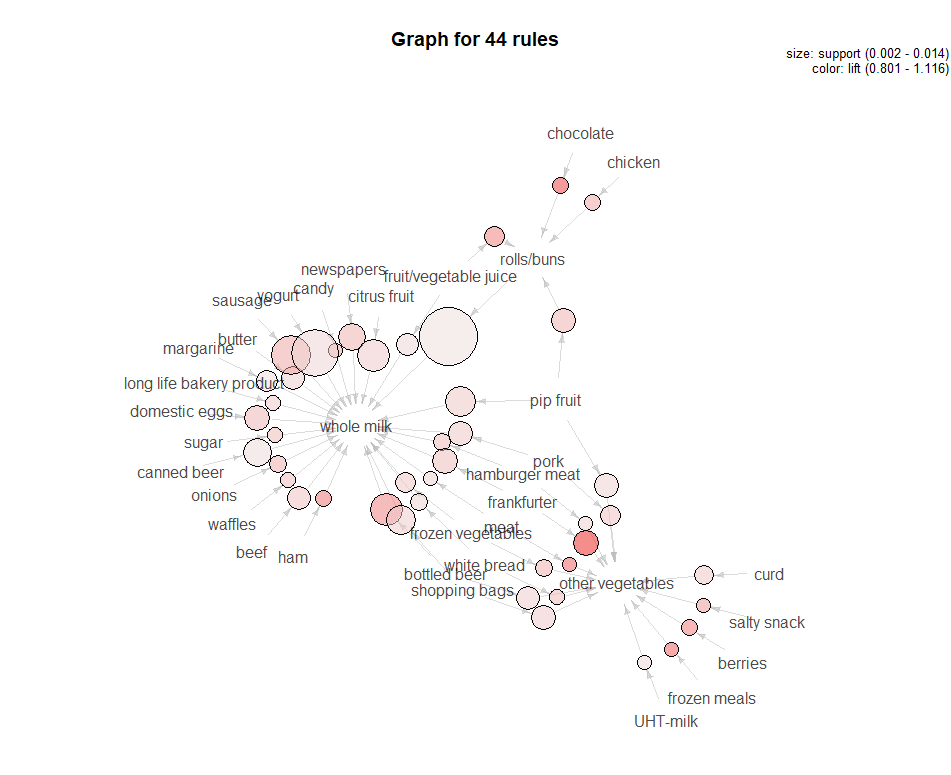 Graph for 44 rules
size: support (0.002 - 0.014)
color: lift (0.801 - 1.116)
chocolate
chicken
rolls/buns
newspapers
fruit/vegetable juice
candy
citrus fruit
yogurt
sausage
butter
margarine
long life bakery product
domestic eggs
pip fruit
whole milk
sugar
canned beer
pork
hamburger meat
onions
frankfurter
waffles
meat
frozen vegetables
beef
ham
white bread
bottled beer
other vegetables
curd
shopping bags
salty snack
berries
frozen meals
UHT-milk